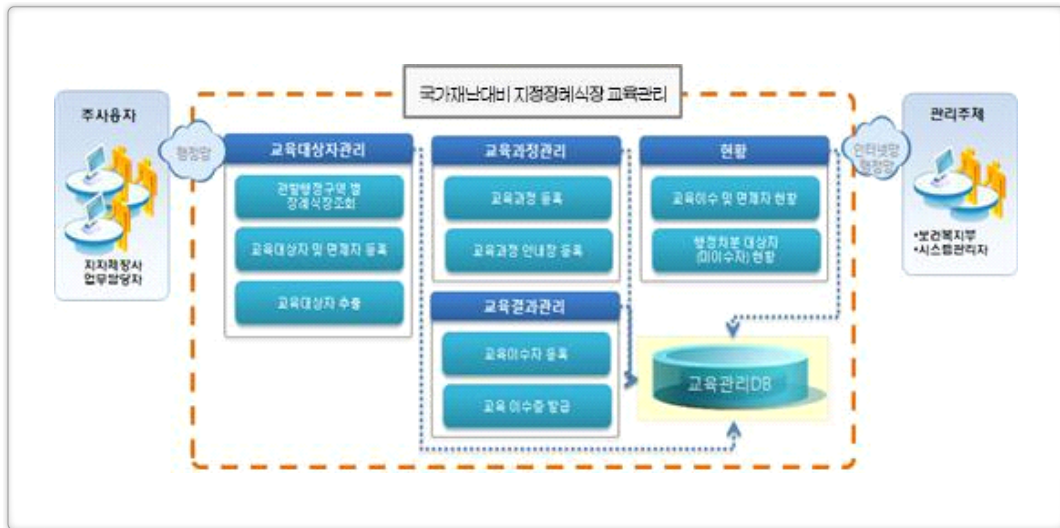 국가재난대비 지정장례식장 교육관리
주사용자
지자체장사
업무담당자
행정망
교육대상자관리
관할행정구역 별
장례식장조회
교육대상자 및 면제자 등록
교육대상자 추출
교육과정관리
교육과정 등록
교육과정 안내장 등록
교육결과관리
교육이수자 등록
교육 이수증 발급
현황
교육이수 및 면제자 현황
행정처분 대상자
(미이수자) 현황
교육관리DB
인터넷망
행정망
관리주체
•보건복지부
•시스템관리자